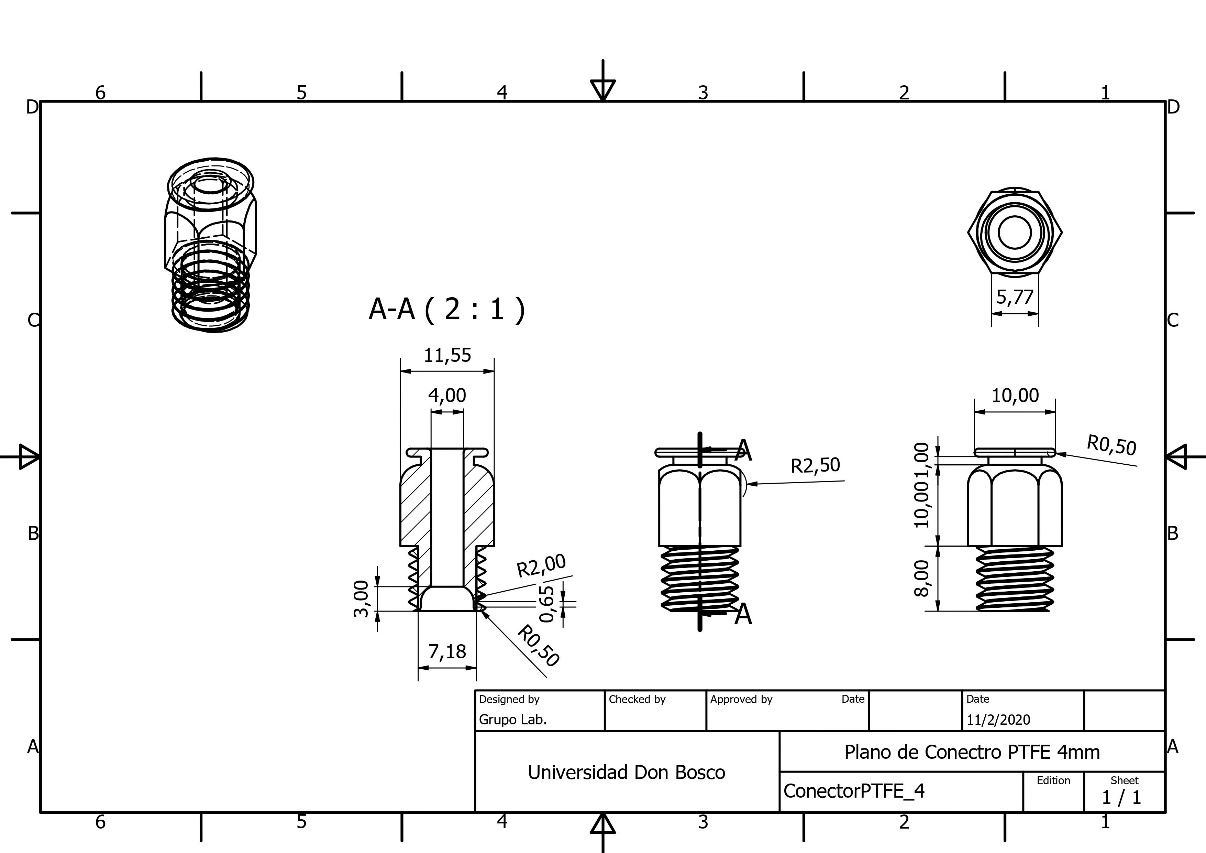 6 5 4 3 2 1
D D
C C
A-A ( 2 : 1 )
5,77
11,55
4,00
10,00
A
R2,50
R0,50
1,00
10,00
B B
R2,00
3,00
0,65
8,00
A
R0,50
7,18
Designed by
Grupo Lab.
Checked by
Approved by
Date
Date
11/2/2020
A A
Universidad Don Bosco
Plano de Conectro PTFE 4mm
ConectorPTFE_4
Edition
Sheet
1 / 1
6 5 4 3 2 1